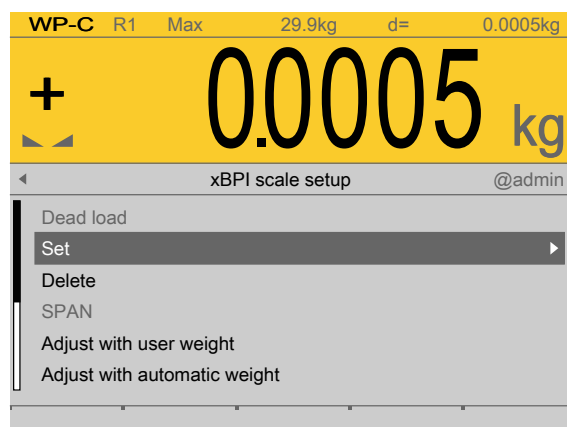 WP-C R1 Max 29.9kg d= 0.0005kg
+ 0.0005 kg
xBPI scale setup @admin
Dead load
Set
Delete
SPAN
Adjust with user weight
Adjust with automatic weight